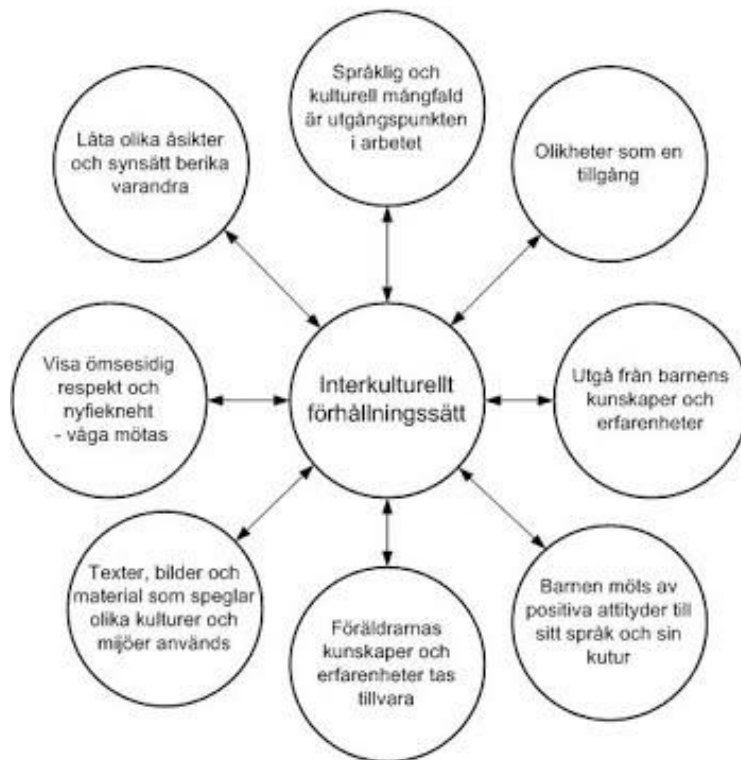 Språklig och
kulturell mångfald
är utgångspunkten
i arbetet
Olikheter som en
tillgång
Utgå från barnens
kunskaper och
erfarenheter
Barnen möts av
positiva attityder till
sitt språk och sin
kutur
Föräldrarnas
kunskaper och
erfarenheter tas
tillvara
Texter, bilder och
material som speglar
olika kulturer och
mijöer används
Visa ömsesidig
respekt och
nyfiekneht
- våga mötas
Låta olika åsikter
och synsätt berika
varandra
Interkulturellt
förhållningssätt